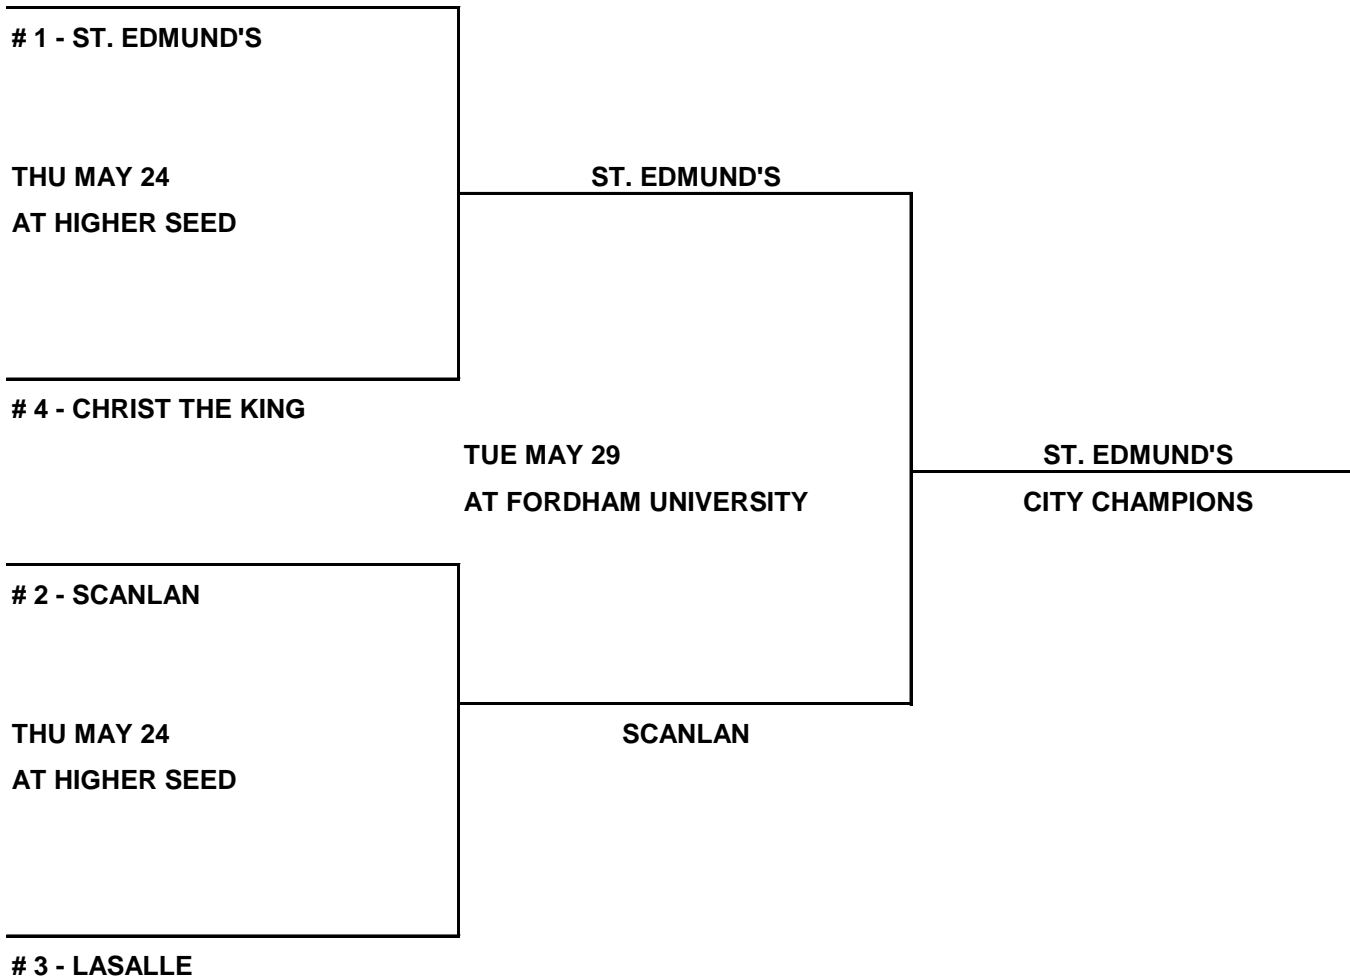 # 1 - ST. EDMUND'S
THU MAY 24
ST. EDMUND'S
AT HIGHER SEED
# 4 - CHRIST THE KING
TUE MAY 29
ST. EDMUND'S
AT FORDHAM UNIVERSITY
CITY CHAMPIONS
# 2 - SCANLAN
THU MAY 24
SCANLAN
AT HIGHER SEED
# 3 - LASALLE